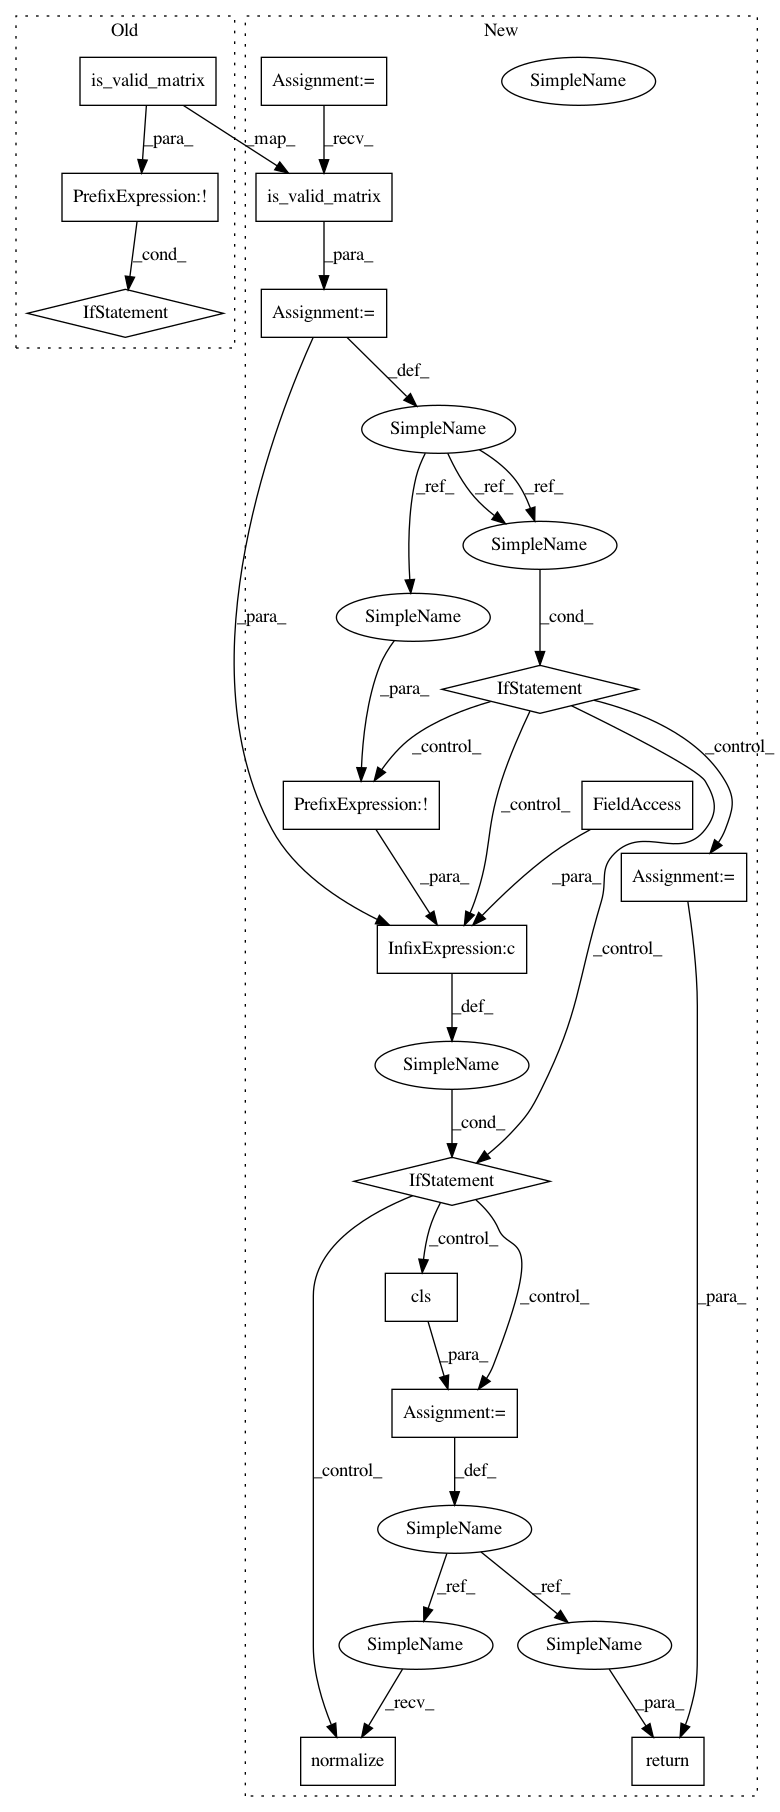 Old
New
is_valid_matrix
Assignment:=
SimpleName
_para_
_map_
_recv_
PrefixExpression:!
is_valid_matrix
_cond_
_para_
IfStatement
Assignment:=
_def_
SimpleName
_ref_
_ref_
_ref_
SimpleName
_para_
SimpleName
_cond_
_para_
IfStatement
_control_
_control_
PrefixExpression:!
_control_
FieldAccess
_para_
_para_
Assignment:=
InfixExpression:c
_control_
_def_
SimpleName
_cond_
IfStatement
_control_
cls
_control_
_para_
_para_
Assignment:=
_control_
_def_
SimpleName
_ref_
_ref_
SimpleName
SimpleName
_recv_
_para_
normalize
return